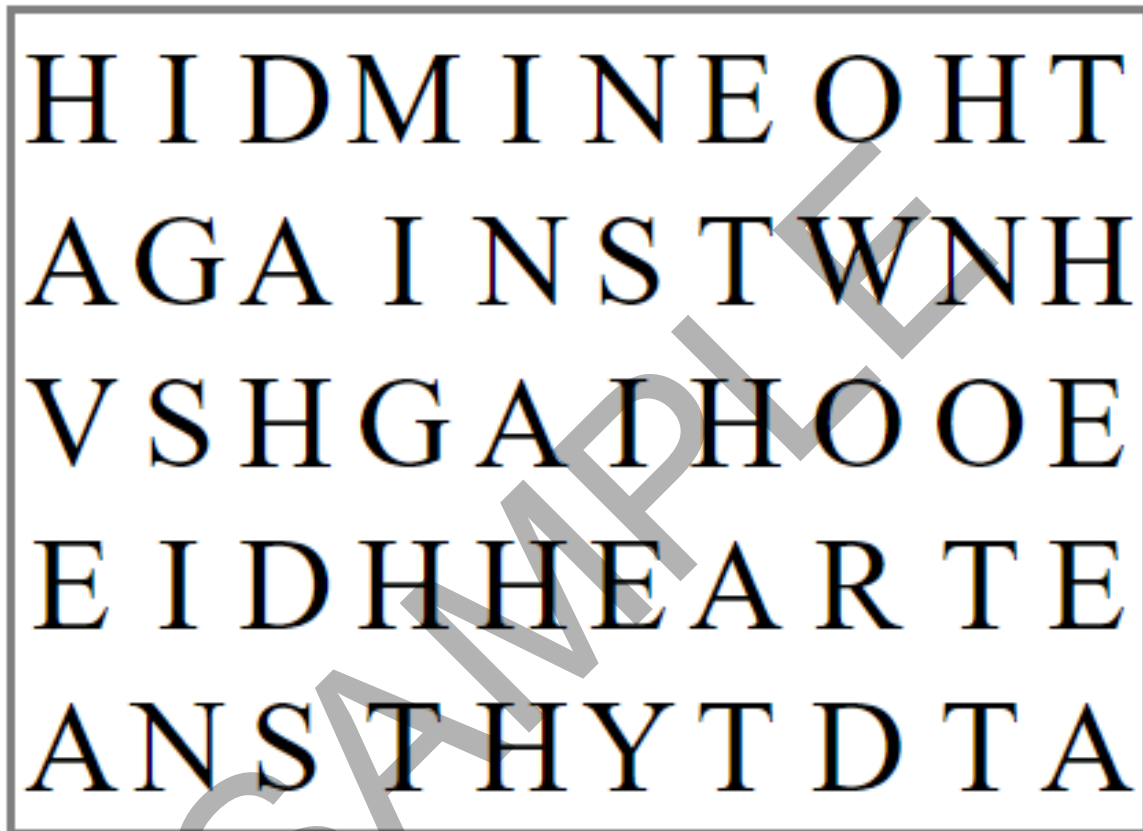 H I D M I N E O H T
A G A I N S T W N H
V S H G A I H O O E
E I D H H E A R T E
A N S T H Y T D T A
SAMPLE